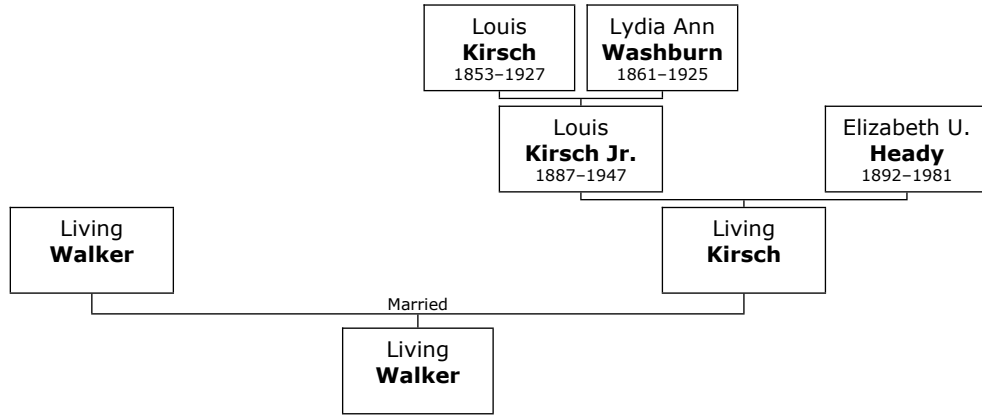 Louis
Kirsch
1853–1927
Lydia Ann
Washburn
1861–1925
Louis
Kirsch Jr.
1887–1947
Elizabeth U.
Heady
1892–1981
Living
Walker
Living
Kirsch
Married
Living
Walker